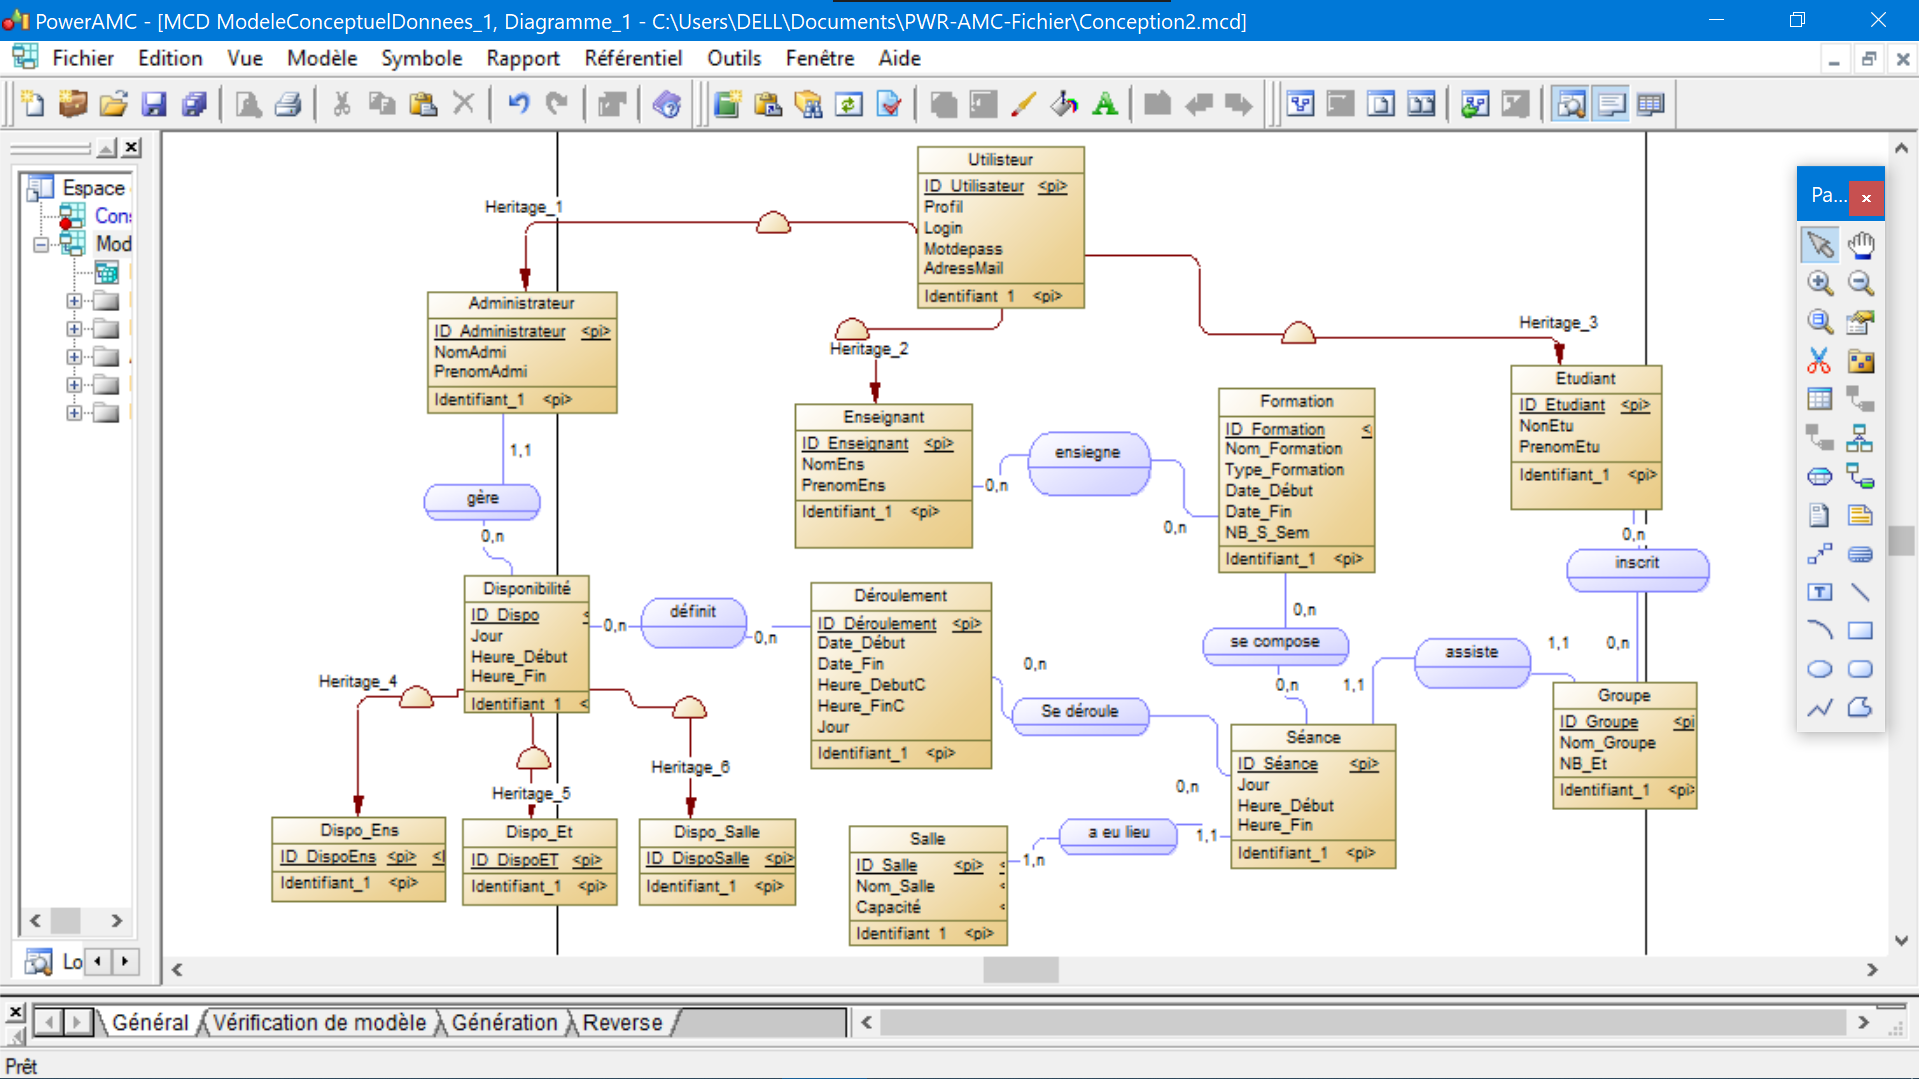 PowerAMC - [MCD ModeleConceptuelDonnees_1, Diagramme_1 - C:\Users\DELL\Documents\PWR-AMC-Fichier\Conception2.mcd]
Fichier Edition Vue Modèle Symbole Rapport Référentiel Outils Fenêtre Aide
Espace
Con
Mod
Lo
Pa...
Utilisteur
ID_Utilisateur <pi>
Profil
Login
Motdepass
AdressMail
Identifiant 1 <pi>
Heritage_1
Heritage_2
Heritage_3
Administrateur
ID_Administrateur <pi>
NomAdmi
PrenomAdmi
Identifiant_1 <pi>
1,1
gère
0,n
Enseignant
ID_Enseignant <pi>
NomEns
PrenomEns
Identifiant_1 <pi>
0,n
ensiegne
0,n
Formation
ID_Formation <
Nom_Formation
Type_Formation
Date_Début
Date_Fin
NB_S_Sem
Identifiant_1 <pi>
Etudiant
ID_Etudiant <pi>
NonEtu
PrenomEtu
Identifiant_1 <pi>
0,n
inscrit
0,n
Disponibilité
ID_Dispo <
Jour
Heure_Début
Heure_Fin
Identifiant 1 <
0,n
définit
0,n
Déroulement
ID_Déroulement <pi>
Date_Début
Date_Fin
Heure_DebutC
Heure_FinC
Jour
Identifiant_1 <pi>
0,n
Se déroule
0,n
0,n
se compose
0,n
1,1
assiste
1,1
Groupe
ID_Groupe <pi
Nom_Groupe
NB_Et
Identifiant_1 <pi>
Séance
ID_Séance <pi>
Jour
Heure_Début
Heure_Fin
Identifiant_1 <pi>
1,1
a eu lieu
1,n
Salle
ID_Salle <pi> <
Nom_Salle <
Capacité <
Identifiant 1 <pi>
Heritage_4
Heritage_5
Heritage_6
Dispo_Ens
ID_DispoEns <pi> <
Identifiant_1 <pi>
Dispo_Et
ID_DispoET <pi>
Identifiant_1 <pi>
Dispo_Salle
ID_DispoSalle <pi>
Identifiant_1 <pi>
Général Vérification de modèle Génération Reverse
Prêt